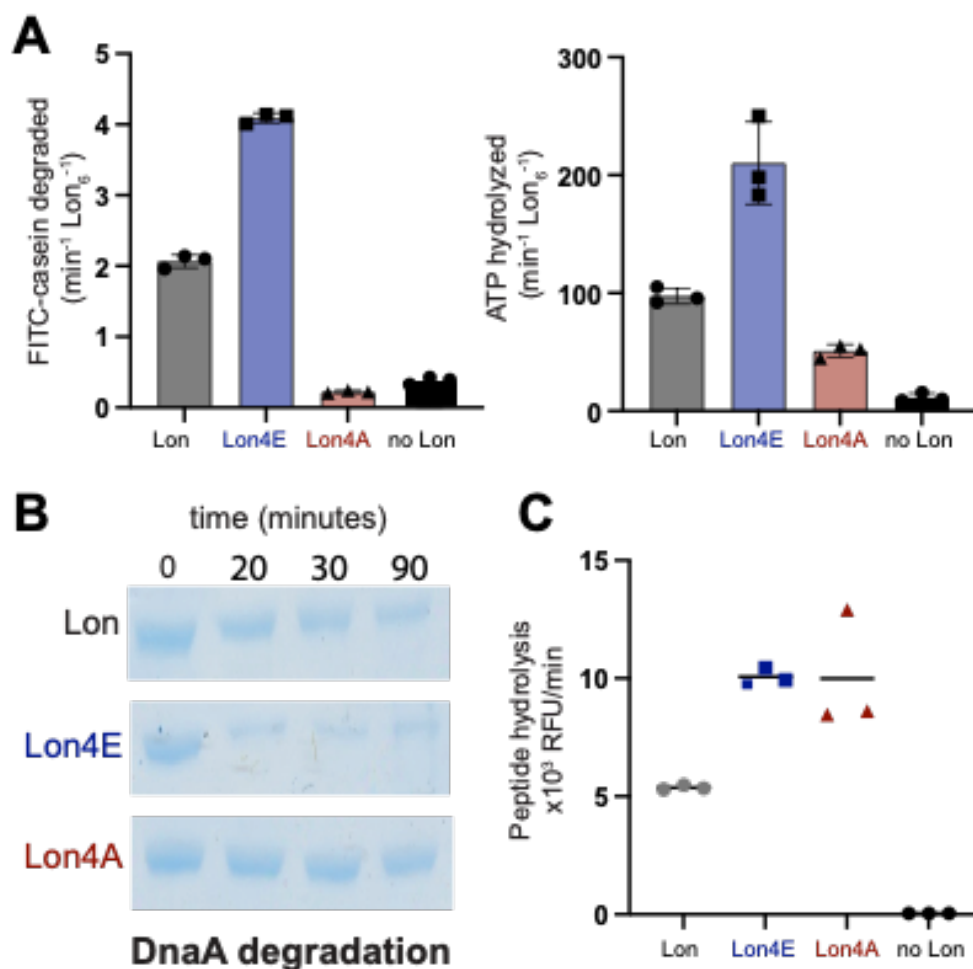 A
FITC-casein degraded
(min⁻¹ Lon₆⁻¹)
5
4
3
2
1
0
Lon
Lon4E
Lon4A
no Lon
ATP hydrolyzed
(min⁻¹ Lon₆⁻¹)
300
200
100
0
Lon
Lon4E
Lon4A
no Lon
B
time (minutes)
0 20 30 90
Lon
Lon4E
Lon4A
DnaA degradation
C
Peptide hydrolysis
x10³ RFU/min
15
10
5
0
Lon
Lon4E
Lon4A
no Lon